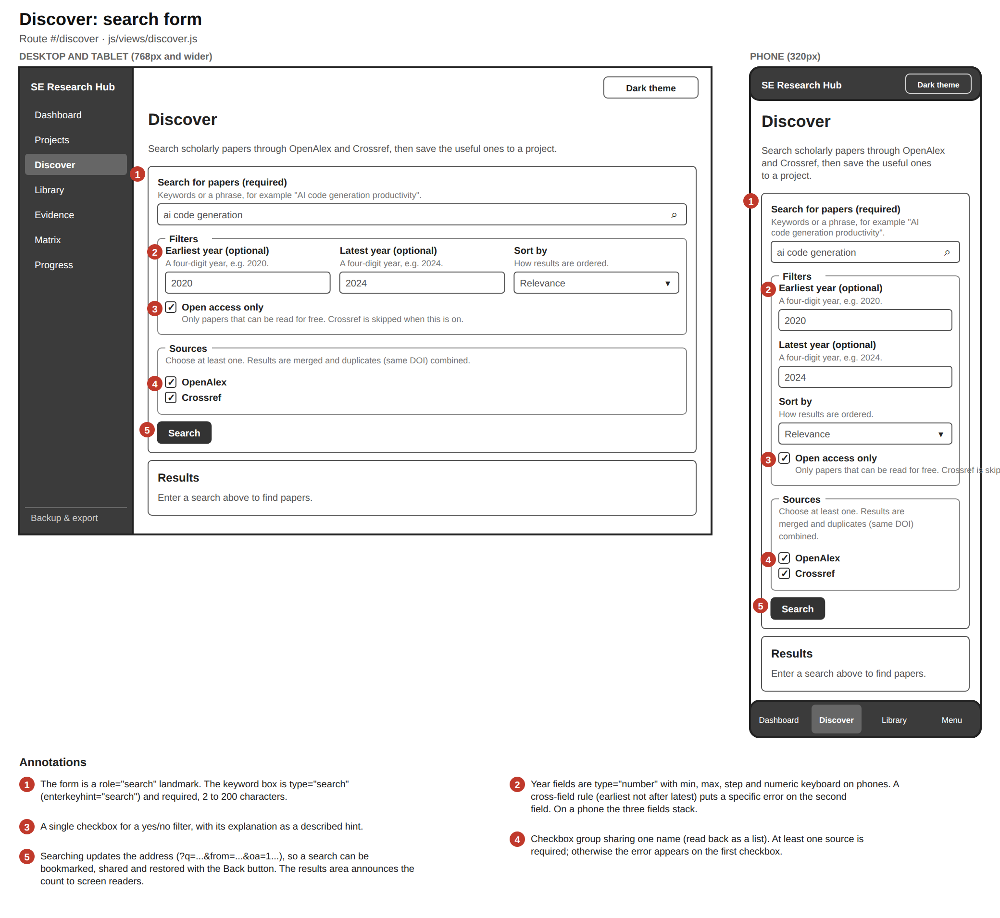 Discover: search form
Route #/discover · js/views/discover.js
DESKTOP AND TABLET (768px and wider)
SE Research Hub
Dashboard
Projects
Discover
Library
Evidence
Matrix
Progress
Backup & export
Dark theme
Discover
Search scholarly papers through OpenAlex and Crossref, then save the useful ones to a project.
1
Search for papers (required)
Keywords or a phrase, for example "AI code generation productivity".
ai code generation
Filters
2
Earliest year (optional)
A four-digit year, e.g. 2020.
2020
Latest year (optional)
A four-digit year, e.g. 2024.
2024
Sort by
How results are ordered.
Relevance
3
Open access only
Only papers that can be read for free. Crossref is skipped when this is on.
Sources
Choose at least one. Results are merged and duplicates (same DOI) combined.
4
OpenAlex
Crossref
5
Search
Results
Enter a search above to find papers.
PHONE (320px)
SE Research Hub
Dark theme
Discover
Search scholarly papers through OpenAlex
and Crossref, then save the useful ones
to a project.
1
Search for papers (required)
Keywords or a phrase, for example "AI
code generation productivity".
ai code generation
Filters
2
Earliest year (optional)
A four-digit year, e.g. 2020.
2020
Latest year (optional)
A four-digit year, e.g. 2024.
2024
Sort by
How results are ordered.
Relevance
3
Open access only
Only papers that can be read for free. Crossref is skip
Sources
Choose at least one. Results are
merged and duplicates (same DOI)
combined.
4
OpenAlex
Crossref
5
Search
Results
Enter a search above to find papers.
Dashboard
Discover
Library
Menu
Annotations
1
The form is a role="search" landmark. The keyword box is type="search"
(enterkeyhint="search") and required, 2 to 200 characters.
2
Year fields are type="number" with min, max, step and numeric keyboard on phones. A
cross-field rule (earliest not after latest) puts a specific error on the second
field. On a phone the three fields stack.
3
A single checkbox for a yes/no filter, with its explanation as a described hint.
4
Checkbox group sharing one name (read back as a list). At least one source is
required; otherwise the error appears on the first checkbox.
5
Searching updates the address (?q=...&from=...&oa=1...), so a search can be
bookmarked, shared and restored with the Back button. The results area announces the
count to screen readers.